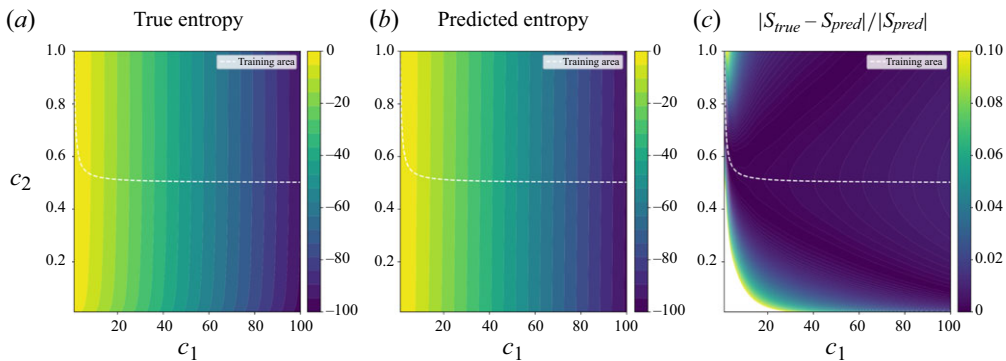 (a) True entropy
1.0
0.8
0.6
0.4
0.2
c2
20 40 60 80 100
c1
Training area
0
−20
−40
−60
−80
−100
(b) Predicted entropy
1.0
0.8
0.6
0.4
0.2
20 40 60 80 100
c1
Training area
0
−20
−40
−60
−80
−100
(c) |Strue – Spred|/|Spred|
1.0
0.8
0.6
0.4
0.2
20 40 60 80 100
c1
Training area
0.10
0.08
0.06
0.04
0.02
0